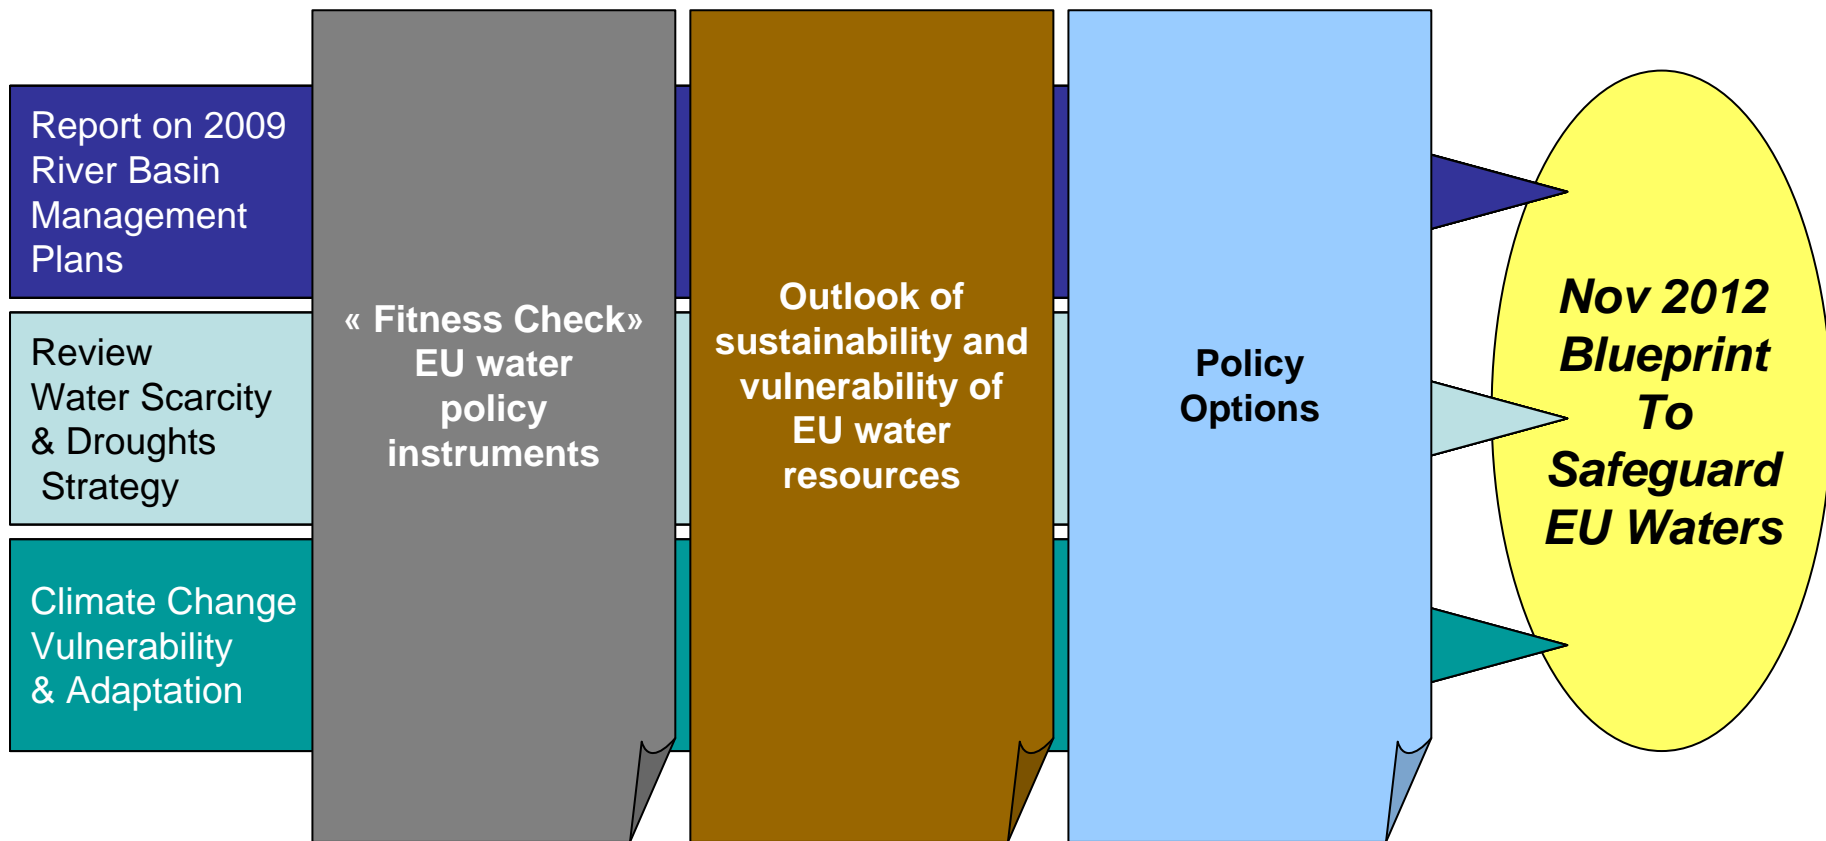 Report on 2009
River Basin
Management
Plans
Review
Water Scarcity
& Droughts
Strategy
Climate Change
Vulnerability
& Adaptation
« Fitness Check»
EU water
policy
instruments
Outlook of
sustainability and
vulnerability of
EU water
resources
Policy
Options
Nov 2012
Blueprint
To
Safeguard
EU Waters